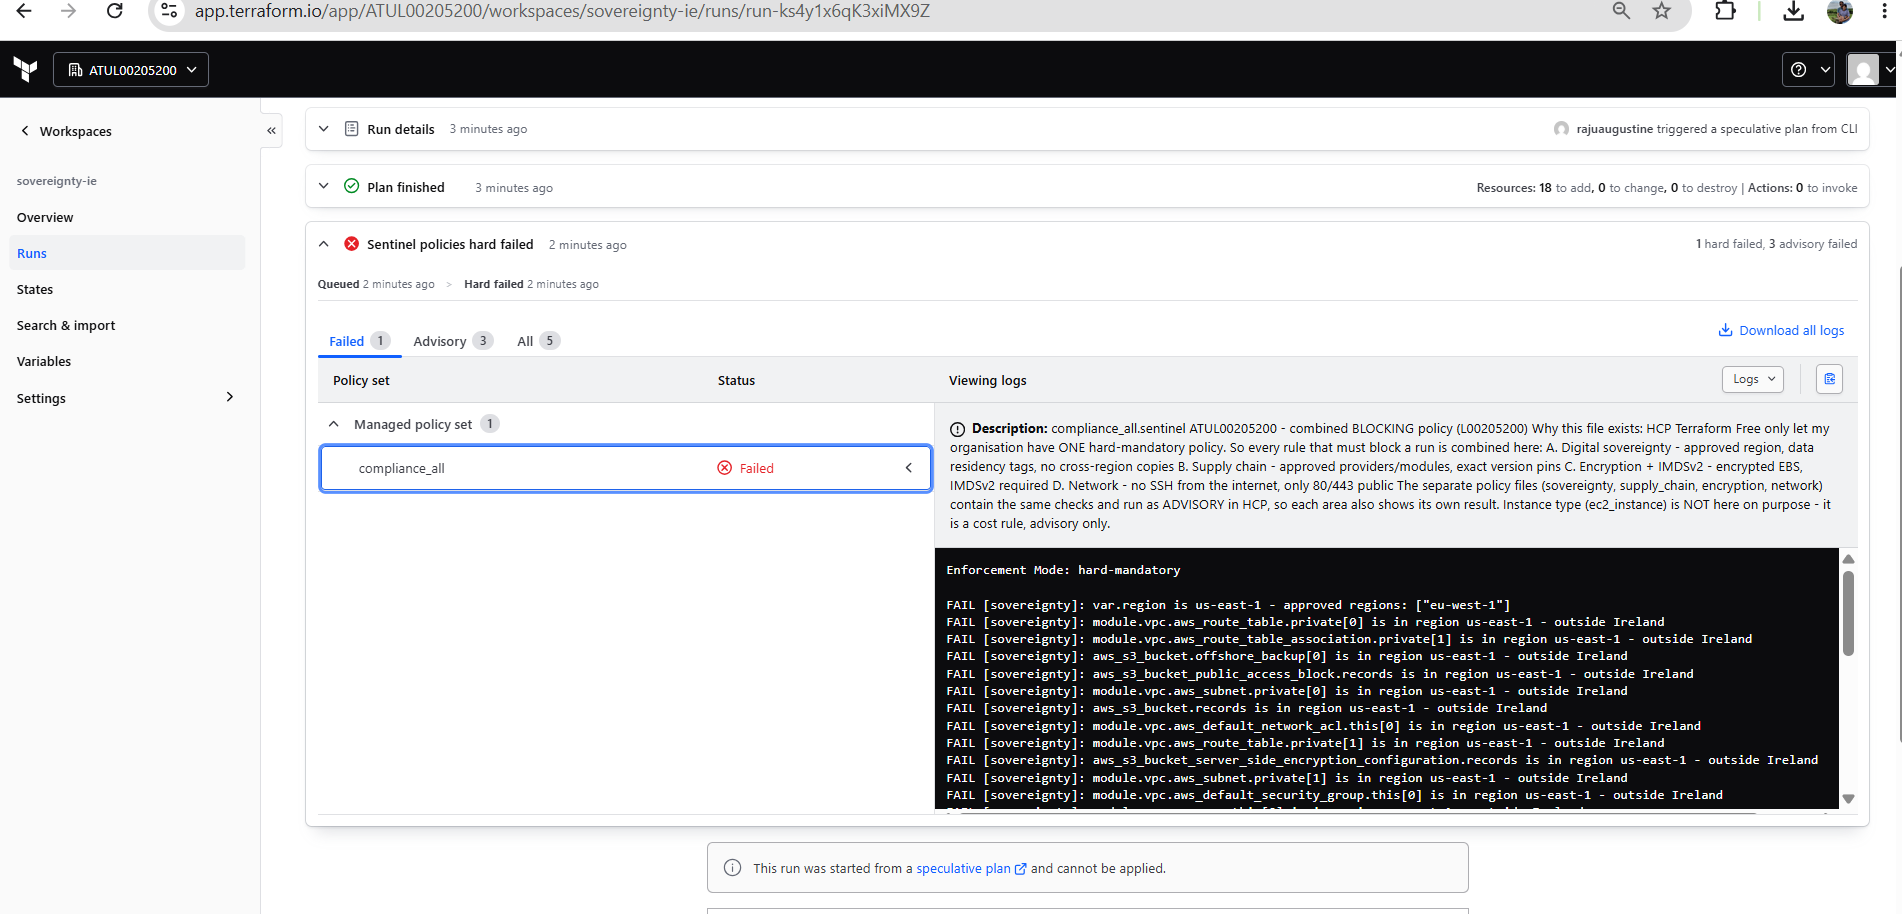 app.terraform.io/app/ATUL00205200/workspaces/sovereignty-ie/runs/run-ks4y1x6qK3xiMX9Z
ATUL00205200
Workspaces
sovereignty-ie
Overview
Runs
States
Search & import
Variables
Settings
Run details 3 minutes ago
rajuaugustine triggered a speculative plan from CLI
Plan finished 3 minutes ago
Resources: 18 to add, 0 to change, 0 to destroy | Actions: 0 to invoke
Sentinel policies hard failed 2 minutes ago
1 hard failed, 3 advisory failed
Queued 2 minutes ago > Hard failed 2 minutes ago
Failed 1 Advisory 3 All 5
Download all logs
Policy set Status Viewing logs Logs
Managed policy set 1
compliance_all Failed
Description: compliance_all.sentinel ATUL00205200 - combined BLOCKING policy (L00205200) Why this file exists: HCP Terraform Free only let my
organisation have ONE hard-mandatory policy. So every rule that must block a run is combined here: A. Digital sovereignty - approved region, data
residency tags, no cross-region copies B. Supply chain - approved providers/modules, exact version pins C. Encryption + IMDSv2 - encrypted EBS,
IMDSv2 required D. Network - no SSH from the internet, only 80/443 public The separate policy files (sovereignty, supply_chain, encryption, network)
contain the same checks and run as ADVISORY in HCP, so each area also shows its own result. Instance type (ec2_instance) is NOT here on purpose - it
is a cost rule, advisory only.
Enforcement Mode: hard-mandatory
FAIL [sovereignty]: var.region is us-east-1 - approved regions: ["eu-west-1"]
FAIL [sovereignty]: module.vpc.aws_route_table.private[0] is in region us-east-1 - outside Ireland
FAIL [sovereignty]: module.vpc.aws_route_table_association.private[1] is in region us-east-1 - outside Ireland
FAIL [sovereignty]: aws_s3_bucket.offshore_backup[0] is in region us-east-1 - outside Ireland
FAIL [sovereignty]: aws_s3_bucket_public_access_block.records is in region us-east-1 - outside Ireland
FAIL [sovereignty]: module.vpc.aws_subnet.private[0] is in region us-east-1 - outside Ireland
FAIL [sovereignty]: aws_s3_bucket.records is in region us-east-1 - outside Ireland
FAIL [sovereignty]: module.vpc.aws_default_network_acl.this[0] is in region us-east-1 - outside Ireland
FAIL [sovereignty]: module.vpc.aws_route_table.private[1] is in region us-east-1 - outside Ireland
FAIL [sovereignty]: aws_s3_bucket_server_side_encryption_configuration.records is in region us-east-1 - outside Ireland
FAIL [sovereignty]: module.vpc.aws_subnet.private[1] is in region us-east-1 - outside Ireland
FAIL [sovereignty]: module.vpc.aws_default_security_group.this[0] is in region us-east-1 - outside Ireland
This run was started from a speculative plan and cannot be applied.